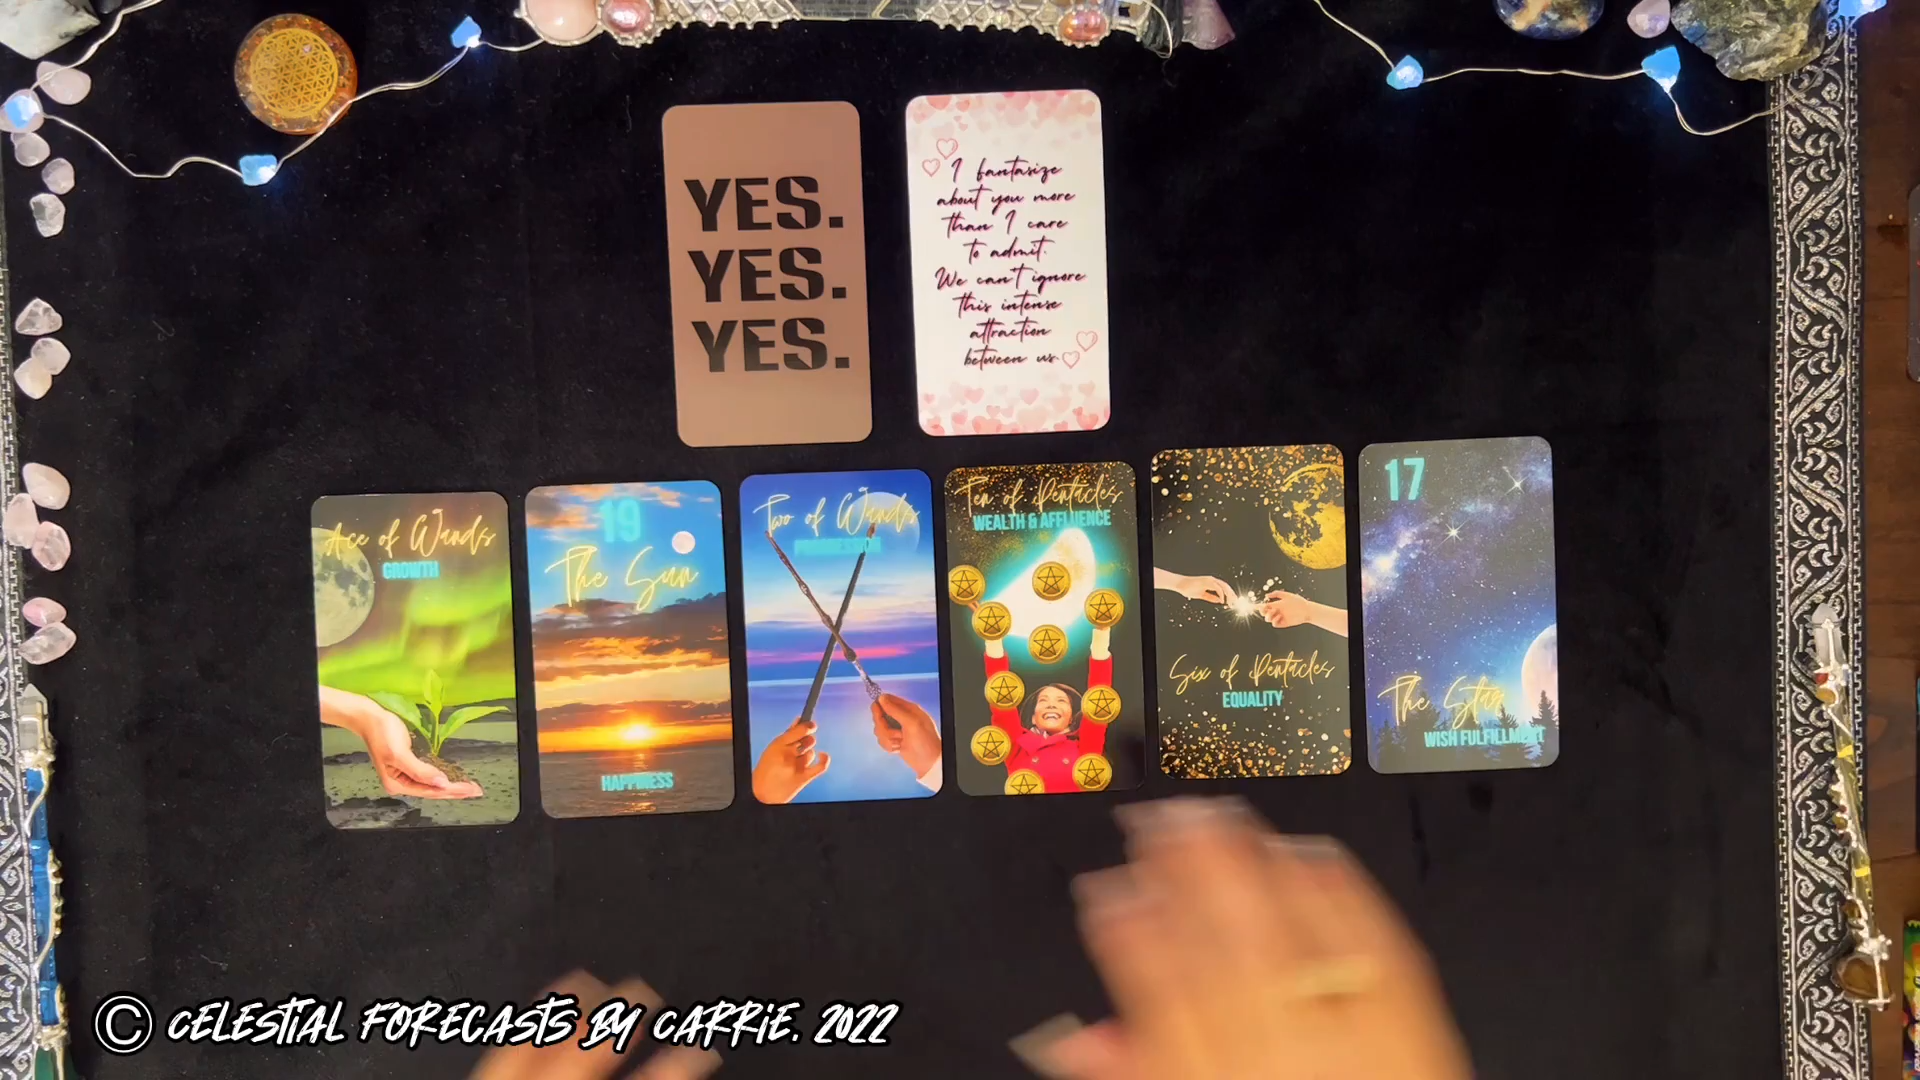 YES.
YES.
YES.
I fantasize
about you more
than I care
to admit.
We can't ignore
this intense
attraction
between us
Ace of Wands
GROWTH
19
The Sun
HAPPINESS
Two of Wands
PROGRESSION
Ten of Pentacles
WEALTH & AFFLUENCE
Six of Pentacles
EQUALITY
17
The Star
WISH FULFILLMENT
© CELESTIAL FORECASTS BY CARRIE. 2022